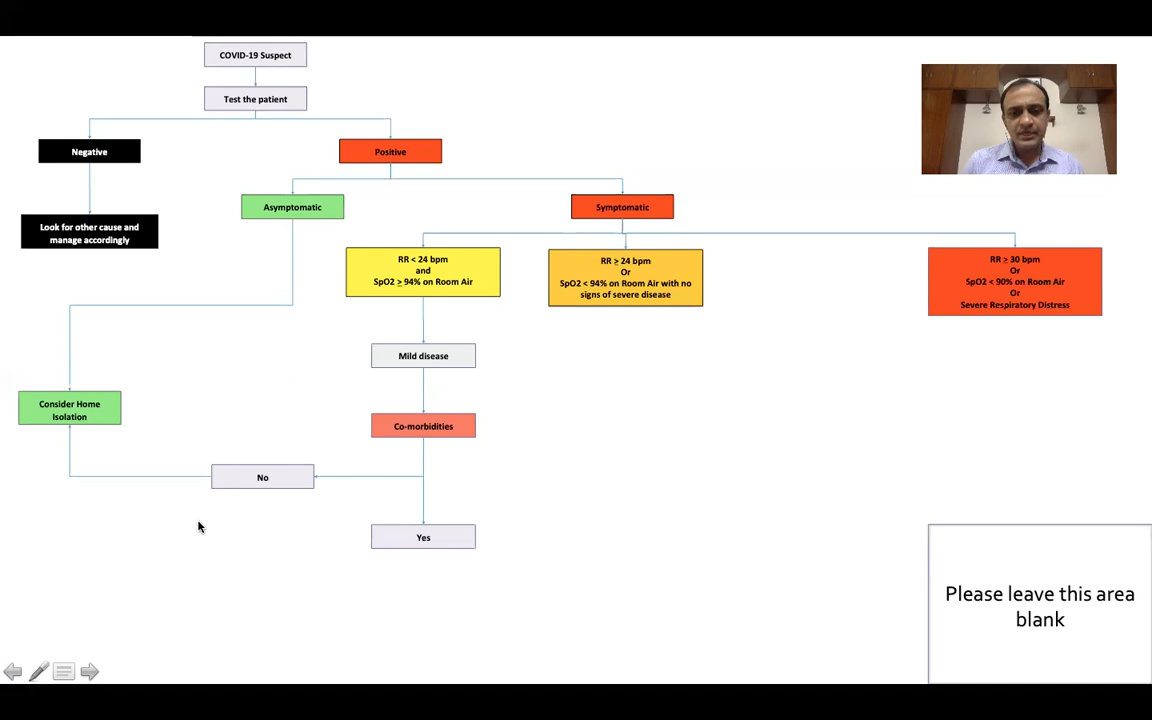 COVID-19 Suspect
Test the patient
Negative
Positive
Look for other cause and
manage accordingly
Asymptomatic
Symptomatic
RR < 24 bpm
and
SpO2 ≥ 94% on Room Air
RR ≥ 24 bpm
Or
SpO2 < 94% on Room Air with no
signs of severe disease
RR ≥ 30 bpm
Or
SpO2 < 90% on Room Air
Or
Severe Respiratory Distress
Mild disease
Consider Home
Isolation
Co-morbidities
No
Yes
Please leave this area
blank